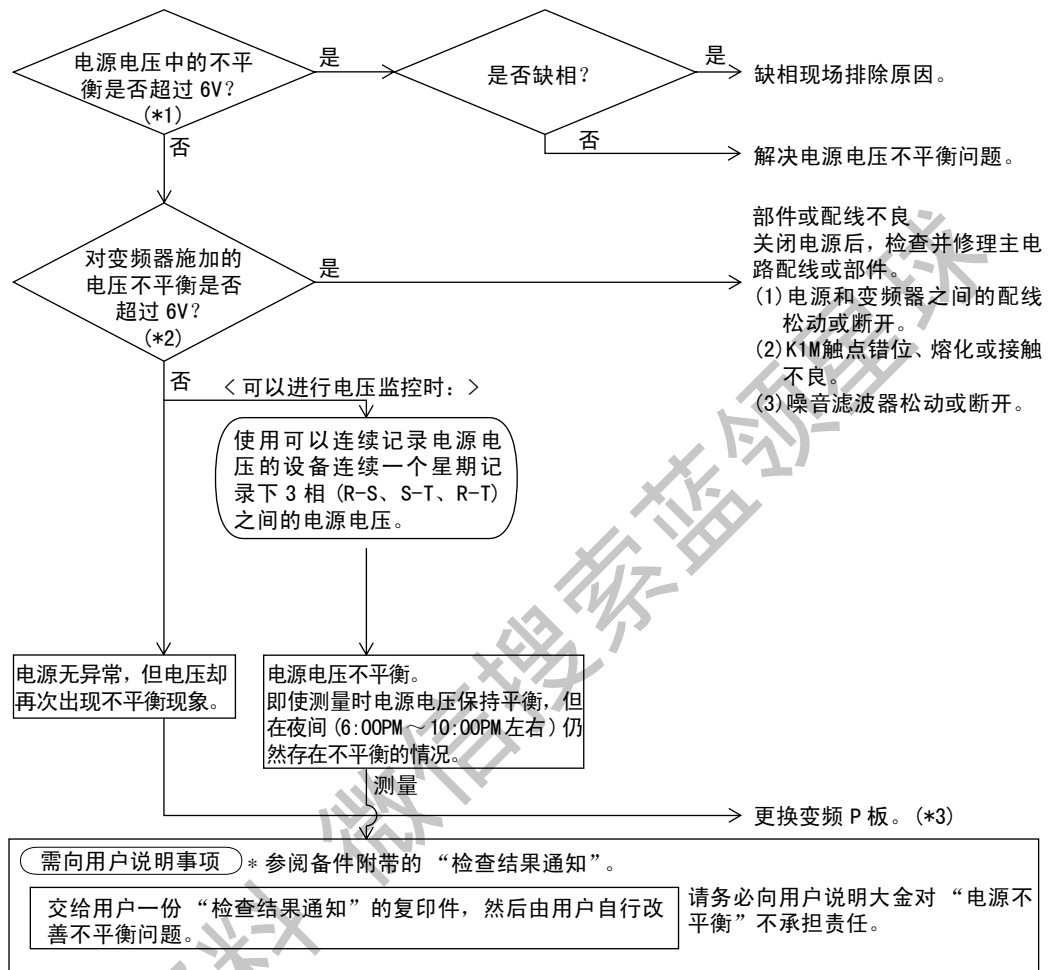 电源电压中的不平
衡是否超过 6V?
(*1)
是
是否缺相?
是
缺相现场排除原因。
否
解决电源电压不平衡问题。
否
对变频器施加的
电压不平衡是否
超过 6V?
(*2)
是
部件或配线不良
关闭电源后，检查并修理主电
路配线或部件。
(1)电源和变频器之间的配线
松动或断开。
(2)K1M触点错位、熔化或接触
不良。
(3)噪音滤波器松动或断开。
否
<可以进行电压监控时：>
使用可以连续记录电源电
压的设备连续一个星期记
录下 3 相 (R-S、S-T、R-T)
之间的电源电压。
电源无异常，但电压却
再次出现不平衡现象。
电源电压不平衡。
即使测量时电源电压保持平衡，但
在夜间 (6:00PM～10:00PM左右)仍
然存在不平衡的情况。
测量
更换变频 P 板。(*3)
需向用户说明事项 * 参阅备件附带的 “检查结果通知”。
交给用户一份 “检查结果通知”的复印件，然后由用户自行改
善不平衡问题。
请务必向用户说明大金对 “电源不
平衡”不承担责任。
资料 微信搜索蓝领星球